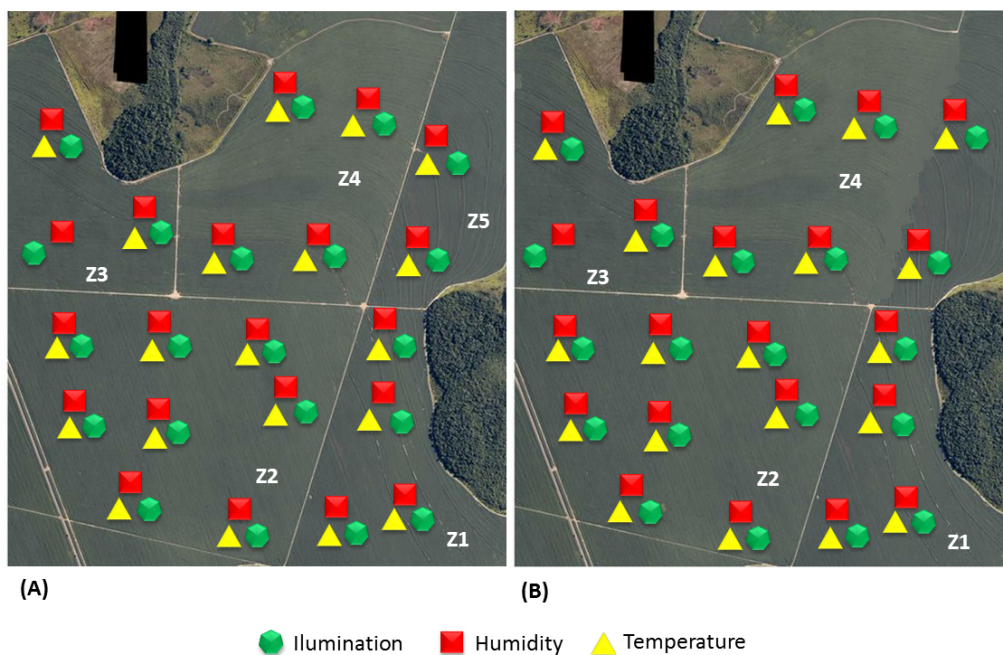 Z4
Z5
Z3
Z2
Z1
Z4
Z3
Z2
Z1
(A)
(B)
Ilumination
Humidity
Temperature